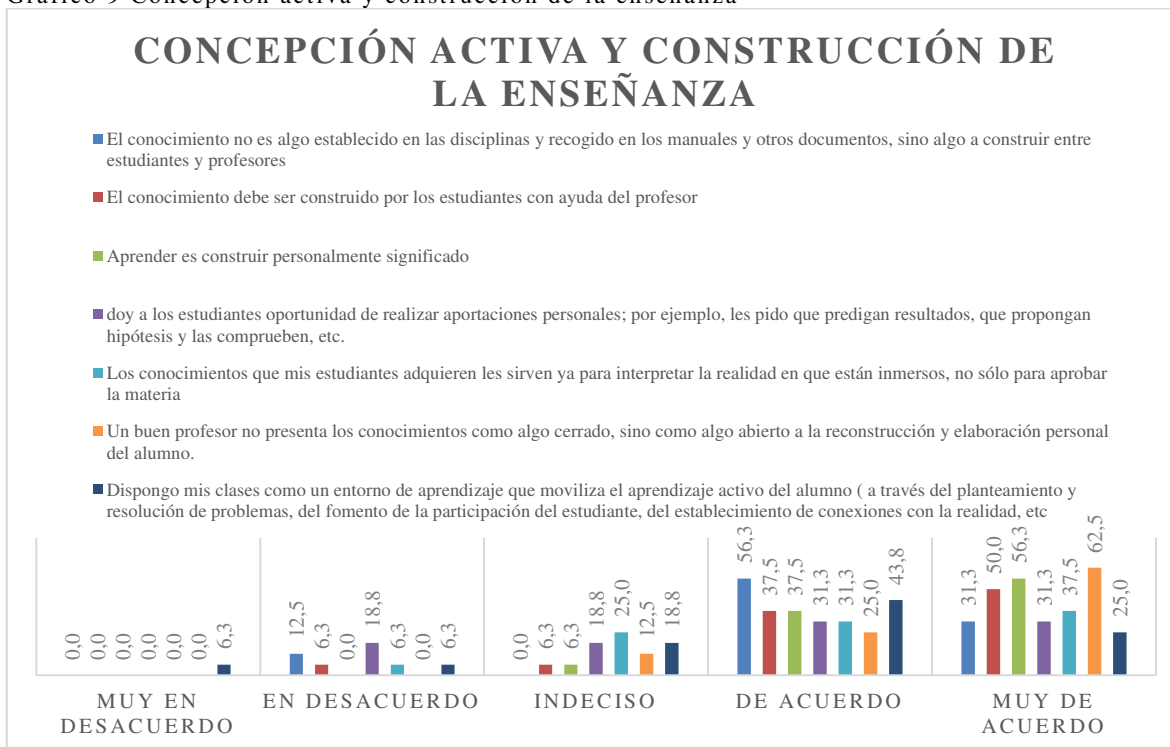 Gráfico 9 Concepción activa y construcción de la enseñanza
CONCEPCIÓN ACTIVA Y CONSTRUCCIÓN DE
LA ENSEÑANZA
El conocimiento no es algo establecido en las disciplinas y recogido en los manuales y otros documentos, sino algo a construir entre
estudiantes y profesores
El conocimiento debe ser construido por los estudiantes con ayuda del profesor
Aprender es construir personalmente significado
doy a los estudiantes oportunidad de realizar aportaciones personales; por ejemplo, les pido que predigan resultados, que propongan
hipótesis y las comprueben, etc.
Los conocimientos que mis estudiantes adquieren les sirven ya para interpretar la realidad en que están inmersos, no sólo para aprobar
la materia
Un buen profesor no presenta los conocimientos como algo cerrado, sino como algo abierto a la reconstrucción y elaboración personal
del alumno.
Dispongo mis clases como un entorno de aprendizaje que moviliza el aprendizaje activo del alumno ( a través del planteamiento y
resolución de problemas, del fomento de la participación del estudiante, del establecimiento de conexiones con la realidad, etc
0,0
0,0
0,0
0,0
0,0
0,0
6,3
12,5
6,3
0,0
18,8
6,3
0,0
6,3
0,0
6,3
6,3
18,8
25,0
12,5
18,8
56,3
37,5
37,5
31,3
31,3
25,0
43,8
31,3
50,0
56,3
31,3
37,5
62,5
25,0
MUY EN
DESACUERDO
EN DESACUERDO
INDECISO
DE ACUERDO
MUY DE
ACUERDO